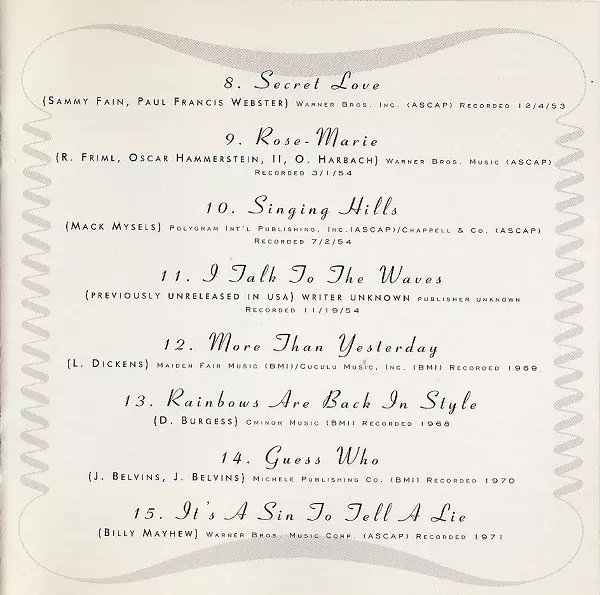 8. Secret Love
(Sammy Fain, Paul Francis Webster) Warner Bros. Inc. (ASCAP) Recorded 12/4/53
9. Rose-Marie
(R. Friml, Oscar Hammerstein, II, O. Harbach) Warner Bros. Music (ASCAP)
Recorded 3/1/54
10. Singing Hills
(Mack Mysels) Polygram Int'l Publishing, Inc.(ASCAP)/Chappell & Co. (ASCAP)
Recorded 7/2/54
11. I Talk To The Waves
(previously unreleased in USA) writer unknown publisher unknown
Recorded 11/19/54
12. More Than Yesterday
(L. Dickens) Maiden Fair Music (BMI)/Cuculu Music, Inc. (BMI) Recorded 1969
13. Rainbows Are Back In Style
(D. Burgess) Cminor Music (BMI) Recorded 1968
14. Guess Who
(J. Belvins, J. Belvins) Michele Publishing Co. (BMI) Recorded 1970
15. It's A Sin To Tell A Lie
(Billy Mayhew) Warner Bros. Music Corp. (ASCAP) Recorded 1971